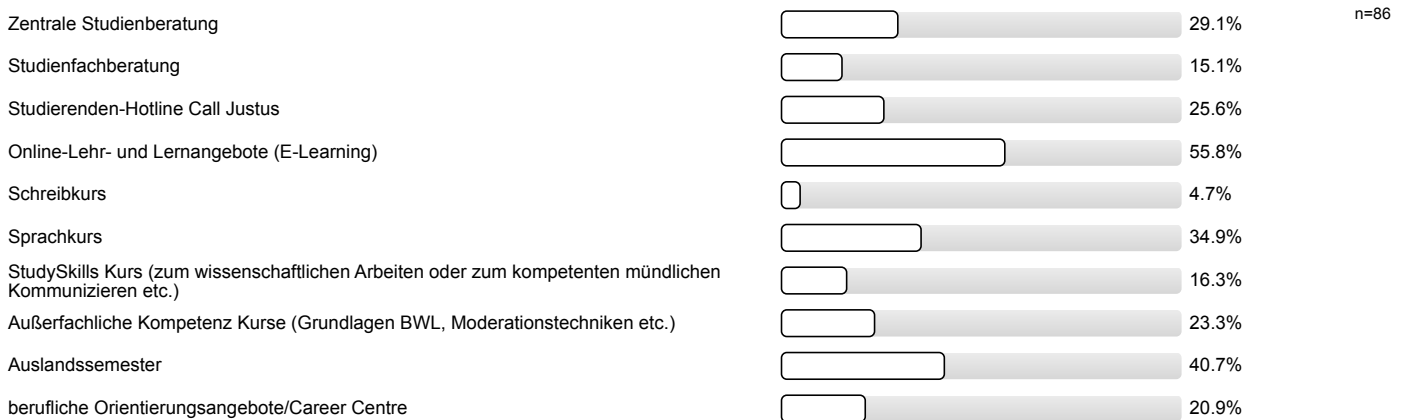 Zentrale Studienberatung 29.1% n=86
Studienfachberatung 15.1%
Studierenden-Hotline Call Justus 25.6%
Online-Lehr- und Lernangebote (E-Learning) 55.8%
Schreibkurs 4.7%
Sprachkurs 34.9%
StudySkills Kurs (zum wissenschaftlichen Arbeiten oder zum kompetenten mündlichen
Kommunizieren etc.) 16.3%
Außerfachliche Kompetenz Kurse (Grundlagen BWL, Moderationstechniken etc.) 23.3%
Auslandssemester 40.7%
berufliche Orientierungsangebote/Career Centre 20.9%